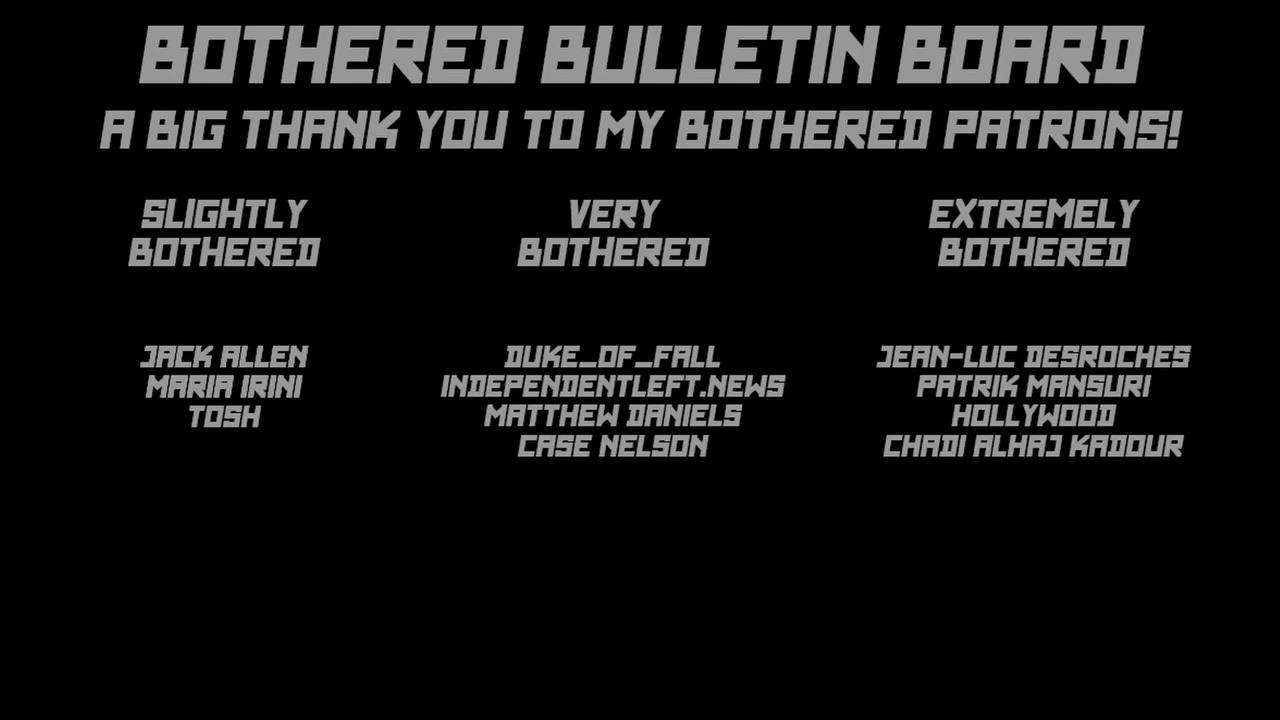 BOTHERED BULLETIN BOARD
A BIG THANK YOU TO MY BOTHERED PATRONS!
SLIGHTLY
BOTHERED
JACK ALLEN
MARIA IRINI
TOSH
VERY
BOTHERED
DUKE_OF_FALL
INDEPENDENTLEFT.NEWS
MATTHEW DANIELS
CASE NELSON
EXTREMELY
BOTHERED
JEAN-LUC DESROCHES
PATRIK MANSURI
HOLLYWOOD
CHADI ALHAJ KADOUR